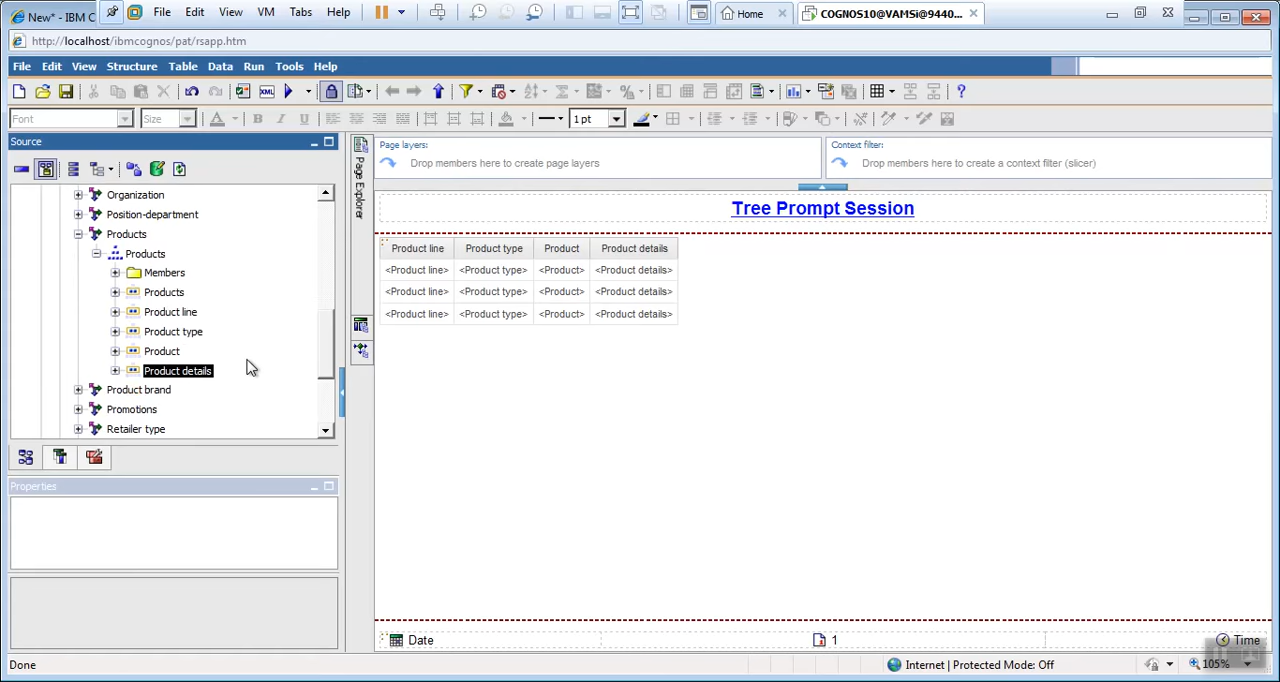 New* - IBM C
File Edit View VM Tabs Help
Home
COGNOS10@VAMSi@9440...
http://localhost/ibmcognos/pat/rsapp.htm
File Edit View Structure Table Data Run Tools Help
Font
Size
1 pt
Source
Organization
Position-department
Products
Products
Members
Products
Product line
Product type
Product
Product details
Product brand
Promotions
Retailer type
Properties
Page Explorer
Page layers:
Drop members here to create page layers
Context filter:
Drop members here to create a context filter (slicer)
Tree Prompt Session
Product line Product type Product Product details
<Product line> <Product type> <Product> <Product details>
<Product line> <Product type> <Product> <Product details>
<Product line> <Product type> <Product> <Product details>
Date
1
Time
Done
Internet | Protected Mode: Off
105%